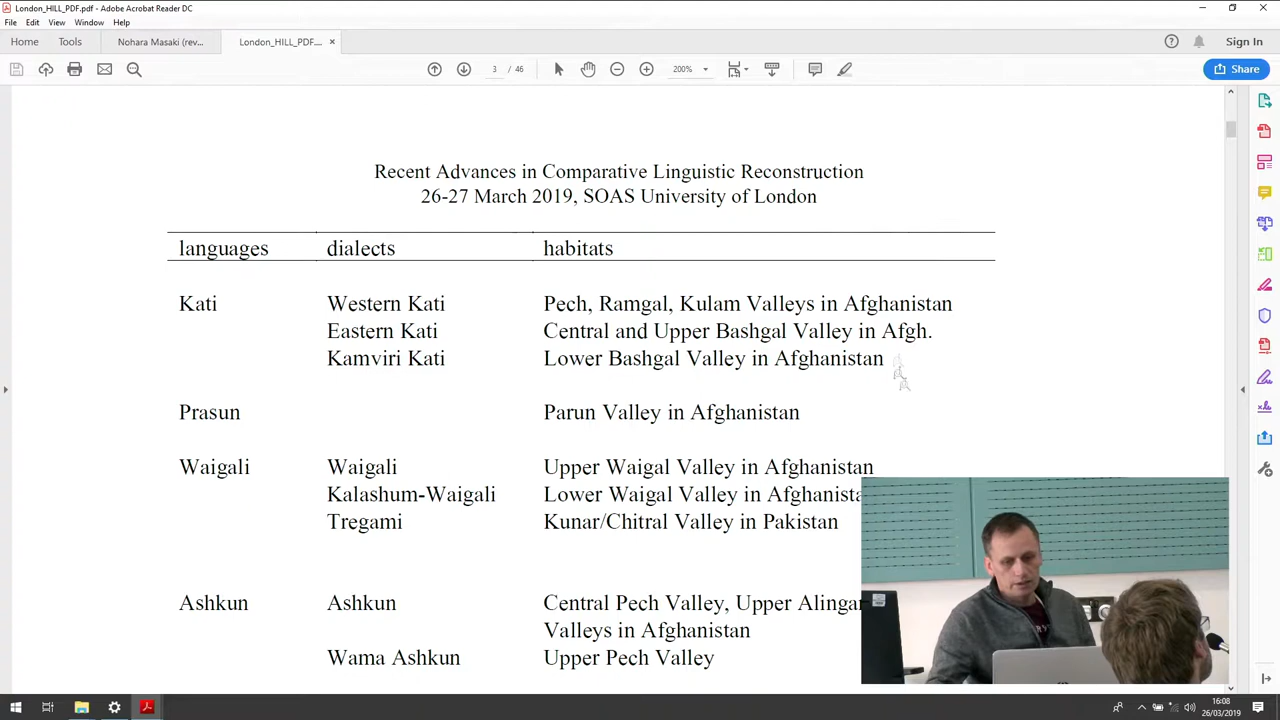 London_HILL_PDF.pdf - Adobe Acrobat Reader DC
File Edit View Window Help
Home Tools Nohara Masaki (rev... London_HILL_PDF.... × Sign In
3 / 46 200% Share
Recent Advances in Comparative Linguistic Reconstruction
26-27 March 2019, SOAS University of London
languages dialects habitats
Kati Western Kati Pech, Ramgal, Kulam Valleys in Afghanistan
Eastern Kati Central and Upper Bashgal Valley in Afgh.
Kamviri Kati Lower Bashgal Valley in Afghanistan
Prasun Parun Valley in Afghanistan
Waigali Waigali Upper Waigal Valley in Afghanistan
Kalashum-Waigali Lower Waigal Valley in Afghanista
Tregami Kunar/Chitral Valley in Pakistan
Ashkun Ashkun Central Pech Valley, Upper Alingar
Valleys in Afghanistan
Wama Ashkun Upper Pech Valley
16:08
26/03/2019